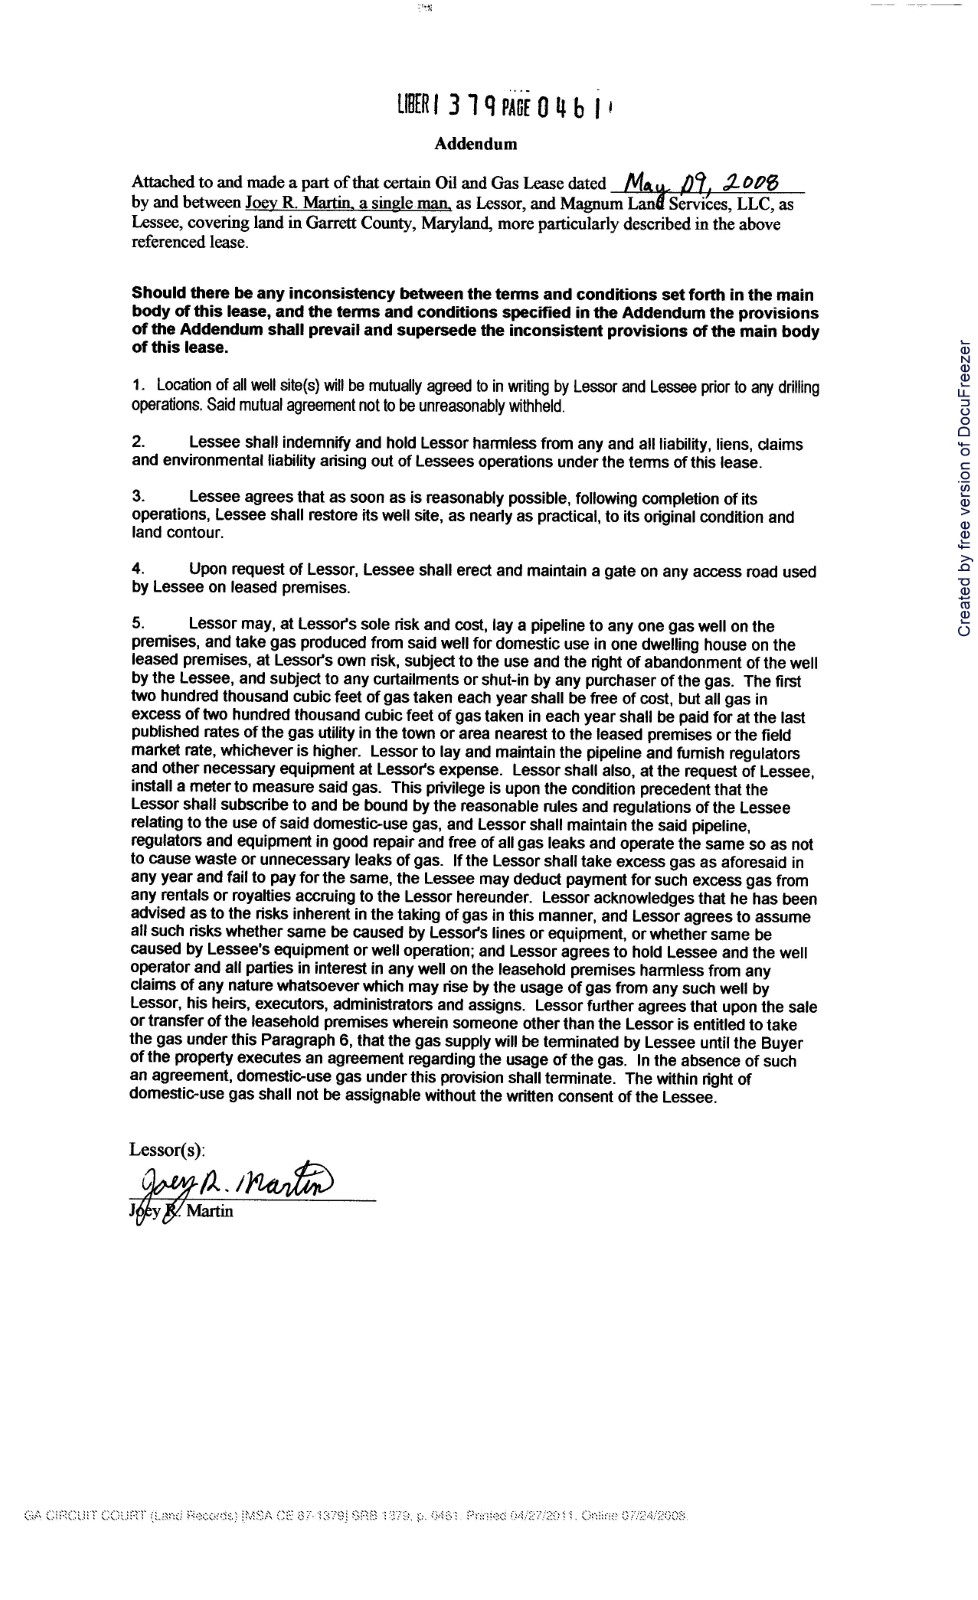 LIBER1379PAGE0461
Addendum
Attached to and made a part of that certain Oil and Gas Lease dated May 09, 2008
by and between Joey R. Martin, a single man, as Lessor, and Magnum Land Services, LLC, as
Lessee, covering land in Garrett County, Maryland, more particularly described in the above
referenced lease.
Should there be any inconsistency between the terms and conditions set forth in the main
body of this lease, and the terms and conditions specified in the Addendum the provisions
of the Addendum shall prevail and supersede the inconsistent provisions of the main body
of this lease.
1. Location of all well site(s) will be mutually agreed to in writing by Lessor and Lessee prior to any drilling
operations. Said mutual agreement not to be unreasonably withheld.
2. Lessee shall indemnify and hold Lessor harmless from any and all liability, liens, claims
and environmental liability arising out of Lessees operations under the terms of this lease.
3. Lessee agrees that as soon as is reasonably possible, following completion of its
operations, Lessee shall restore its well site, as nearly as practical, to its original condition and
land contour.
4. Upon request of Lessor, Lessee shall erect and maintain a gate on any access road used
by Lessee on leased premises.
5. Lessor may, at Lessor's sole risk and cost, lay a pipeline to any one gas well on the
premises, and take gas produced from said well for domestic use in one dwelling house on the
leased premises, at Lessor's own risk, subject to the use and the right of abandonment of the well
by the Lessee, and subject to any curtailments or shut-in by any purchaser of the gas. The first
two hundred thousand cubic feet of gas taken each year shall be free of cost, but all gas in
excess of two hundred thousand cubic feet of gas taken in each year shall be paid for at the last
published rates of the gas utility in the town or area nearest to the leased premises or the field
market rate, whichever is higher. Lessor to lay and maintain the pipeline and furnish regulators
and other necessary equipment at Lessor's expense. Lessor shall also, at the request of Lessee,
install a meter to measure said gas. This privilege is upon the condition precedent that the
Lessor shall subscribe to and be bound by the reasonable rules and regulations of the Lessee
relating to the use of said domestic-use gas, and Lessor shall maintain the said pipeline,
regulators and equipment in good repair and free of all gas leaks and operate the same so as not
to cause waste or unnecessary leaks of gas. If the Lessor shall take excess gas as aforesaid in
any year and fail to pay for the same, the Lessee may deduct payment for such excess gas from
any rentals or royalties accruing to the Lessor hereunder. Lessor acknowledges that he has been
advised as to the risks inherent in the taking of gas in this manner, and Lessor agrees to assume
all such risks whether same be caused by Lessor's lines or equipment, or whether same be
caused by Lessee's equipment or well operation; and Lessor agrees to hold Lessee and the well
operator and all parties in interest in any well on the leasehold premises harmless from any
claims of any nature whatsoever which may rise by the usage of gas from any such well by
Lessor, his heirs, executors, administrators and assigns. Lessor further agrees that upon the sale
or transfer of the leasehold premises wherein someone other than the Lessor is entitled to take
the gas under this Paragraph 6, that the gas supply will be terminated by Lessee until the Buyer
of the property executes an agreement regarding the usage of the gas. In the absence of such
an agreement, domestic-use gas under this provision shall terminate. The within right of
domestic-use gas shall not be assignable without the written consent of the Lessee.
Lessor(s):
Joey R. Martin
Joey R. Martin
GA CIRCUIT COURT (Land Records) [MSA CE 87-1379] SRB 1379, p. 0461. Printed 04/27/2011. Online 07/24/2008.
Created by free version of DocuFreezer